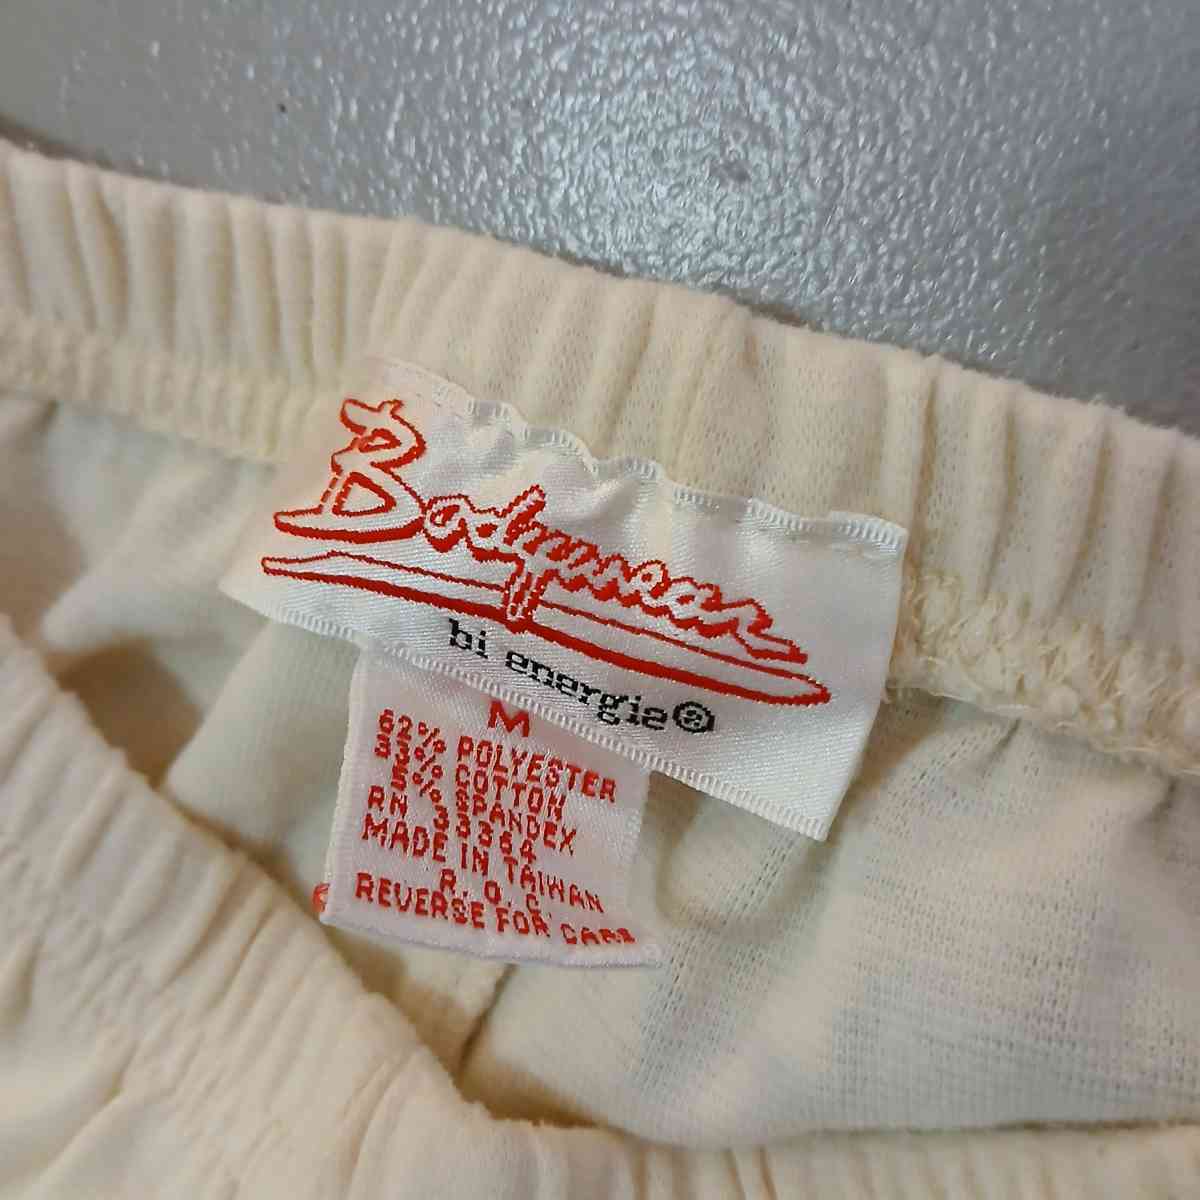 Bodywear
bi energie®
M
62% POLYESTER
33% COTTON
5% SPANDEX
RN 33364
MADE IN TAIWAN
R. O. C.
REVERSE FOR CARE